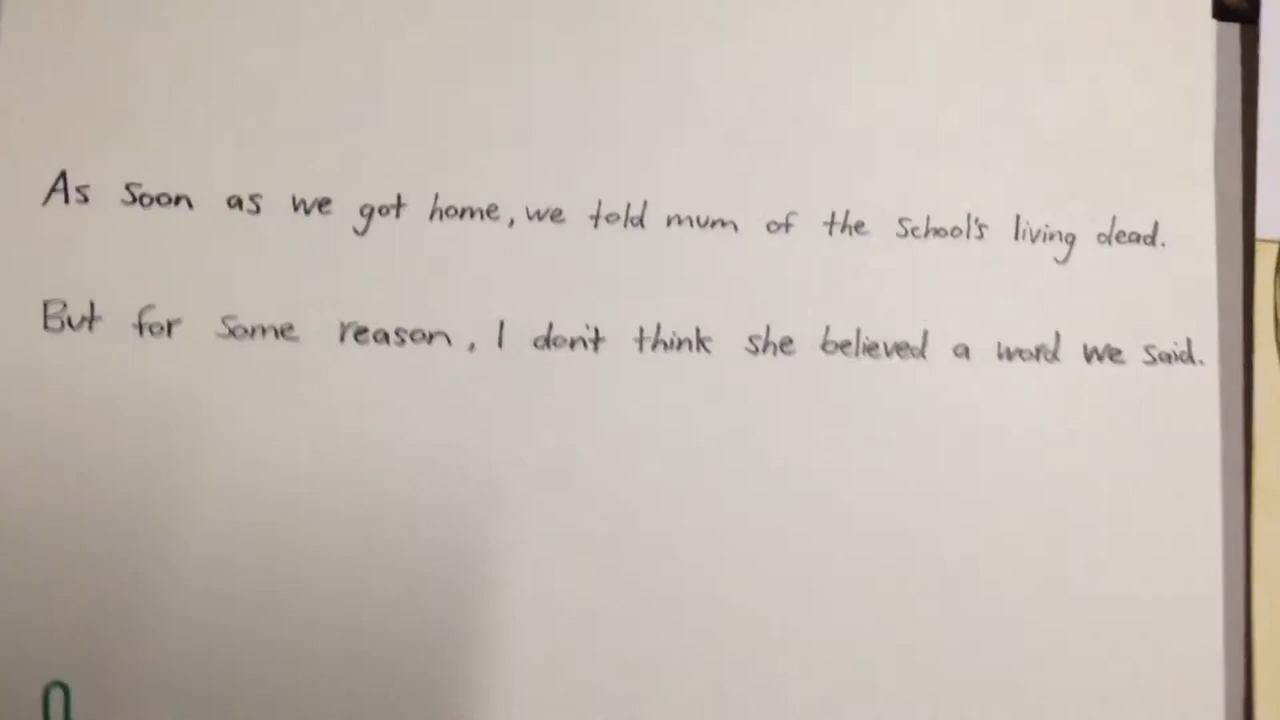 As soon as we got home, we told mum of the school's living dead.
But for some reason, I don't think she believed a word we said.